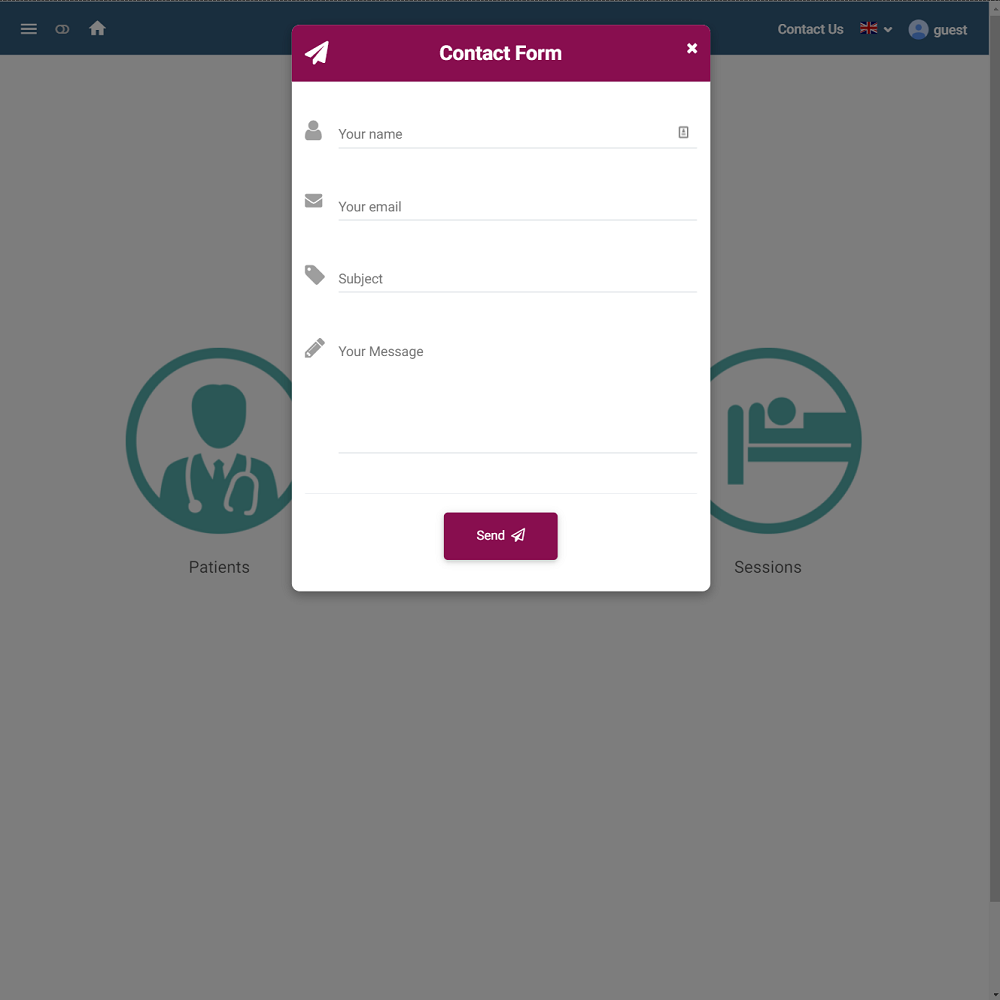 Contact Us
guest
Contact Form
Your name
Your email
Subject
Your Message
Send
Patients
Sessions